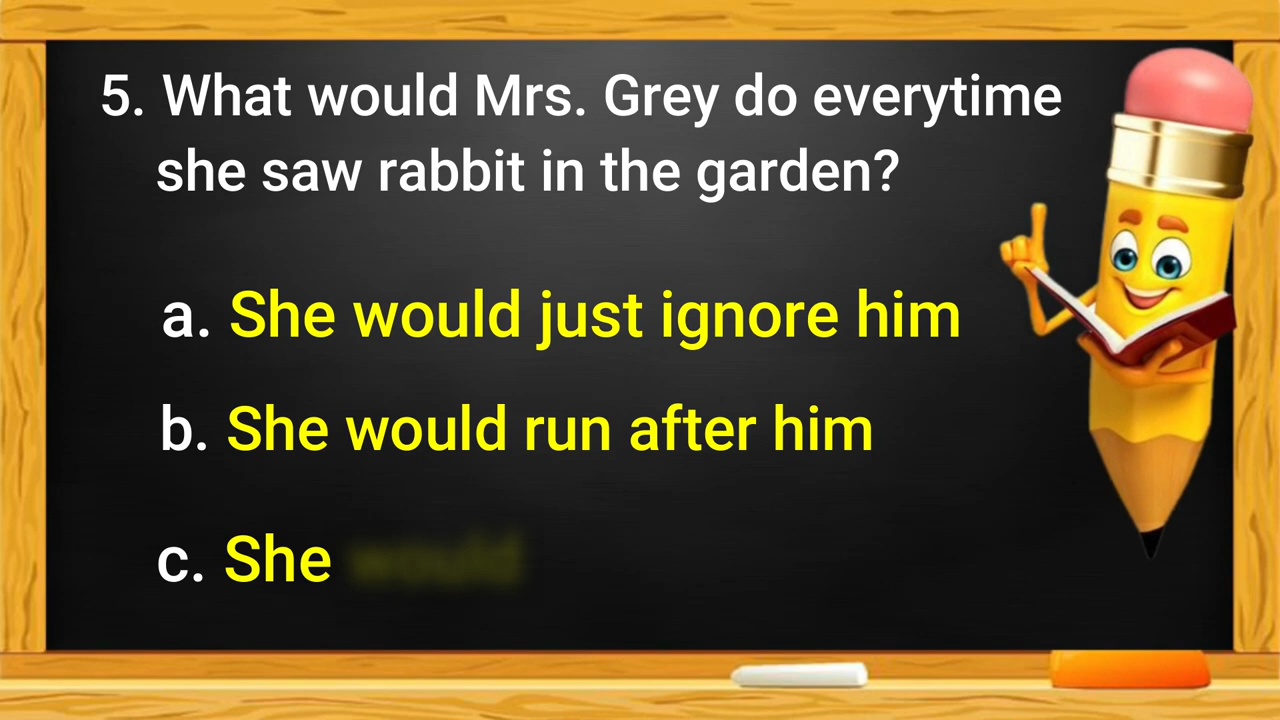 5. What would Mrs. Grey do everytime
she saw rabbit in the garden?
a. She would just ignore him
b. She would run after him
c. She would